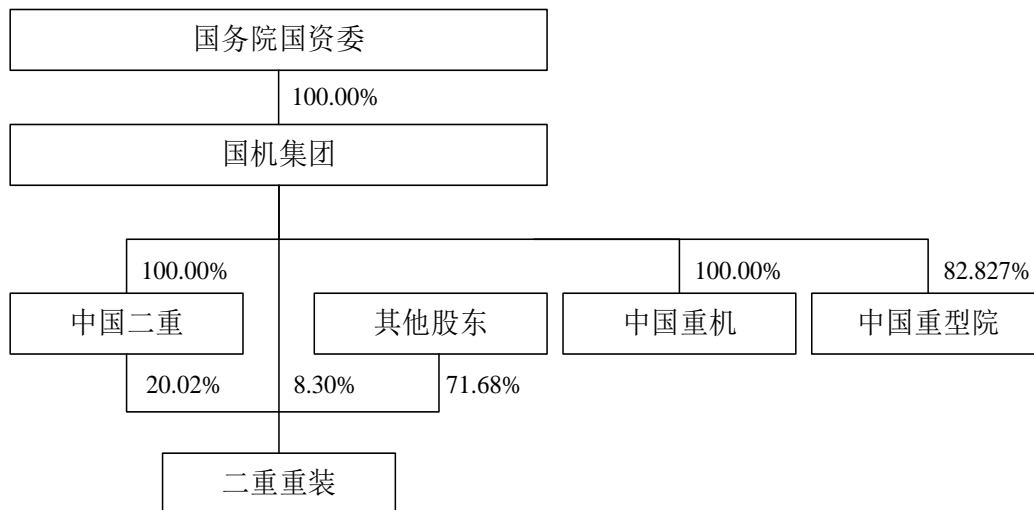 国务院国资委
100.00%
国机集团
100.00%
100.00%
82.827%
中国二重
其他股东
中国重机
中国重型院
20.02%
8.30%
71.68%
二重重装